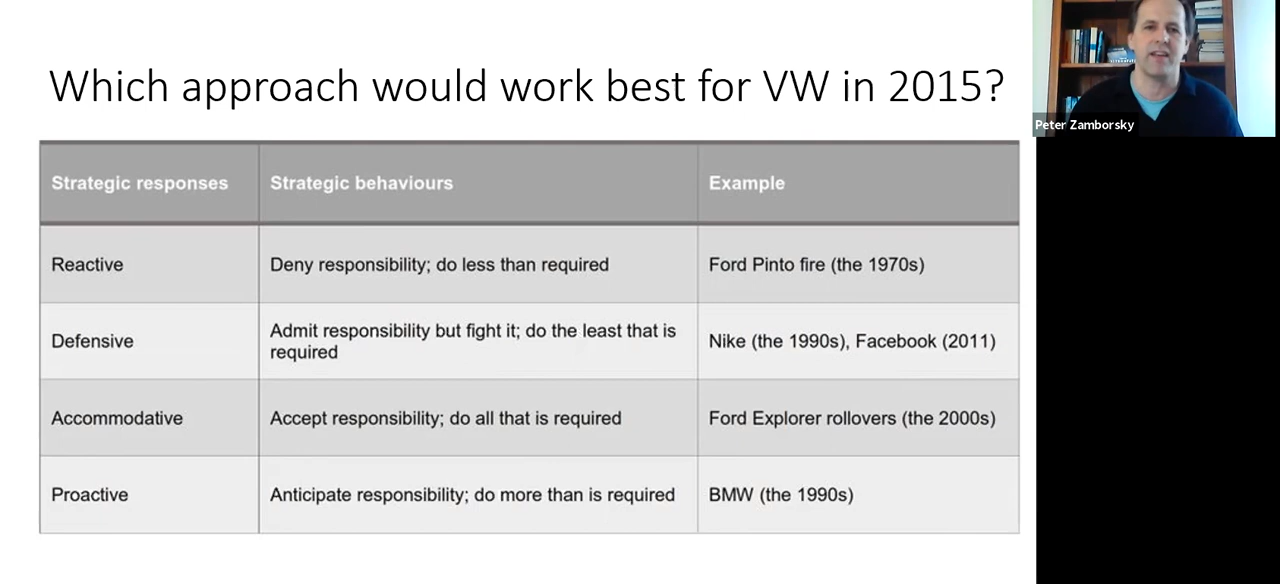 Which approach would work best for VW in 2015?
Peter Zamborsky
Strategic responses
Strategic behaviours
Example
Reactive
Deny responsibility; do less than required
Ford Pinto fire (the 1970s)
Defensive
Admit responsibility but fight it; do the least that is
required
Nike (the 1990s), Facebook (2011)
Accommodative
Accept responsibility; do all that is required
Ford Explorer rollovers (the 2000s)
Proactive
Anticipate responsibility; do more than is required
BMW (the 1990s)